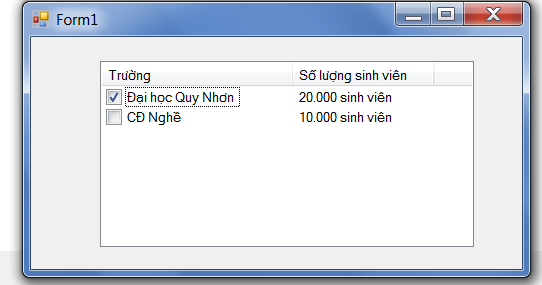 Form1
Trường Số lượng sinh viên
Đại học Quy Nhơn 20.000 sinh viên
CĐ Nghề 10.000 sinh viên